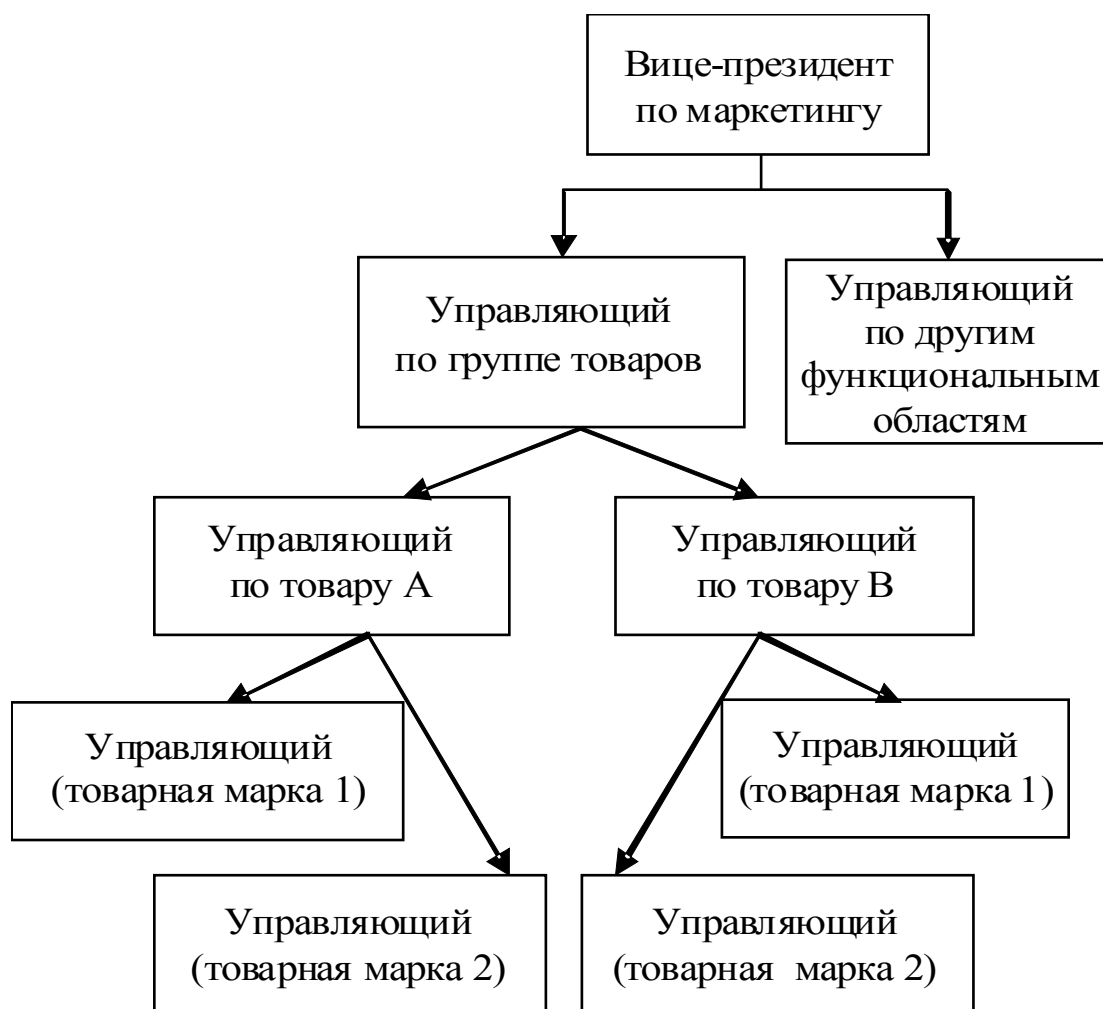 Вице-президент
по маркетингу
Управляющий
по группе товаров
Управляющий
по другим
функциональным
областям
Управляющий
по товару А
Управляющий
по товару В
Управляющий
(товарная марка 1)
Управляющий
(товарная марка 1)
Управляющий
(товарная марка 2)
Управляющий
(товарная марка 2)